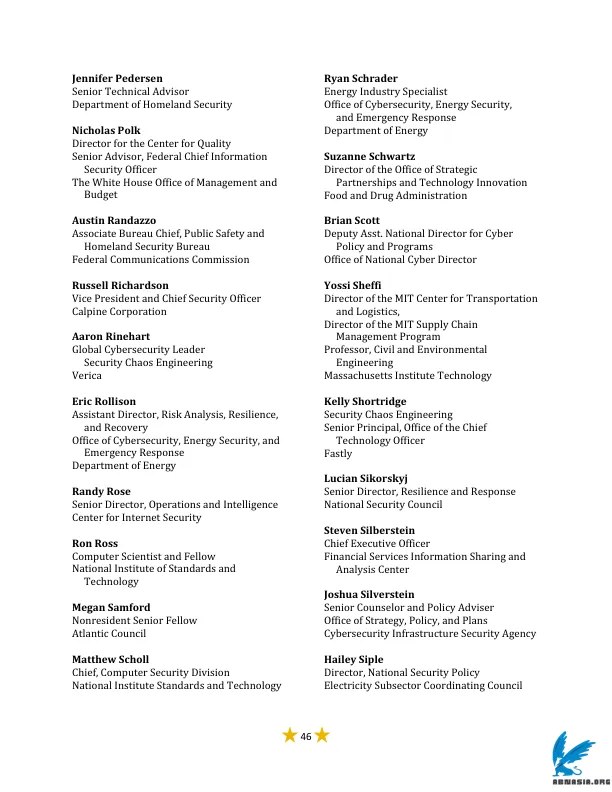 Jennifer Pedersen
Senior Technical Advisor
Department of Homeland Security
Nicholas Polk
Director for the Center for Quality
Senior Advisor, Federal Chief Information
Security Officer
The White House Office of Management and
Budget
Austin Randazzo
Associate Bureau Chief, Public Safety and
Homeland Security Bureau
Federal Communications Commission
Russell Richardson
Vice President and Chief Security Officer
Calpine Corporation
Aaron Rinehart
Global Cybersecurity Leader
Security Chaos Engineering
Verica
Eric Rollison
Assistant Director, Risk Analysis, Resilience,
and Recovery
Office of Cybersecurity, Energy Security, and
Emergency Response
Department of Energy
Randy Rose
Senior Director, Operations and Intelligence
Center for Internet Security
Ron Ross
Computer Scientist and Fellow
National Institute of Standards and
Technology
Megan Samford
Nonresident Senior Fellow
Atlantic Council
Matthew Scholl
Chief, Computer Security Division
National Institute Standards and Technology
Ryan Schrader
Energy Industry Specialist
Office of Cybersecurity, Energy Security,
and Emergency Response
Department of Energy
Suzanne Schwartz
Director of the Office of Strategic
Partnerships and Technology Innovation
Food and Drug Administration
Brian Scott
Deputy Asst. National Director for Cyber
Policy and Programs
Office of National Cyber Director
Yossi Sheffi
Director of the MIT Center for Transportation
and Logistics,
Director of the MIT Supply Chain
Management Program
Professor, Civil and Environmental
Engineering
Massachusetts Institute Technology
Kelly Shortridge
Security Chaos Engineering
Senior Principal, Office of the Chief
Technology Officer
Fastly
Lucian Sikorskyj
Senior Director, Resilience and Response
National Security Council
Steven Silberstein
Chief Executive Officer
Financial Services Information Sharing and
Analysis Center
Joshua Silverstein
Senior Counselor and Policy Adviser
Office of Strategy, Policy, and Plans
Cybersecurity Infrastructure Security Agency
Hailey Siple
Director, National Security Policy
Electricity Subsector Coordinating Council
46
ABNASIA.ORG